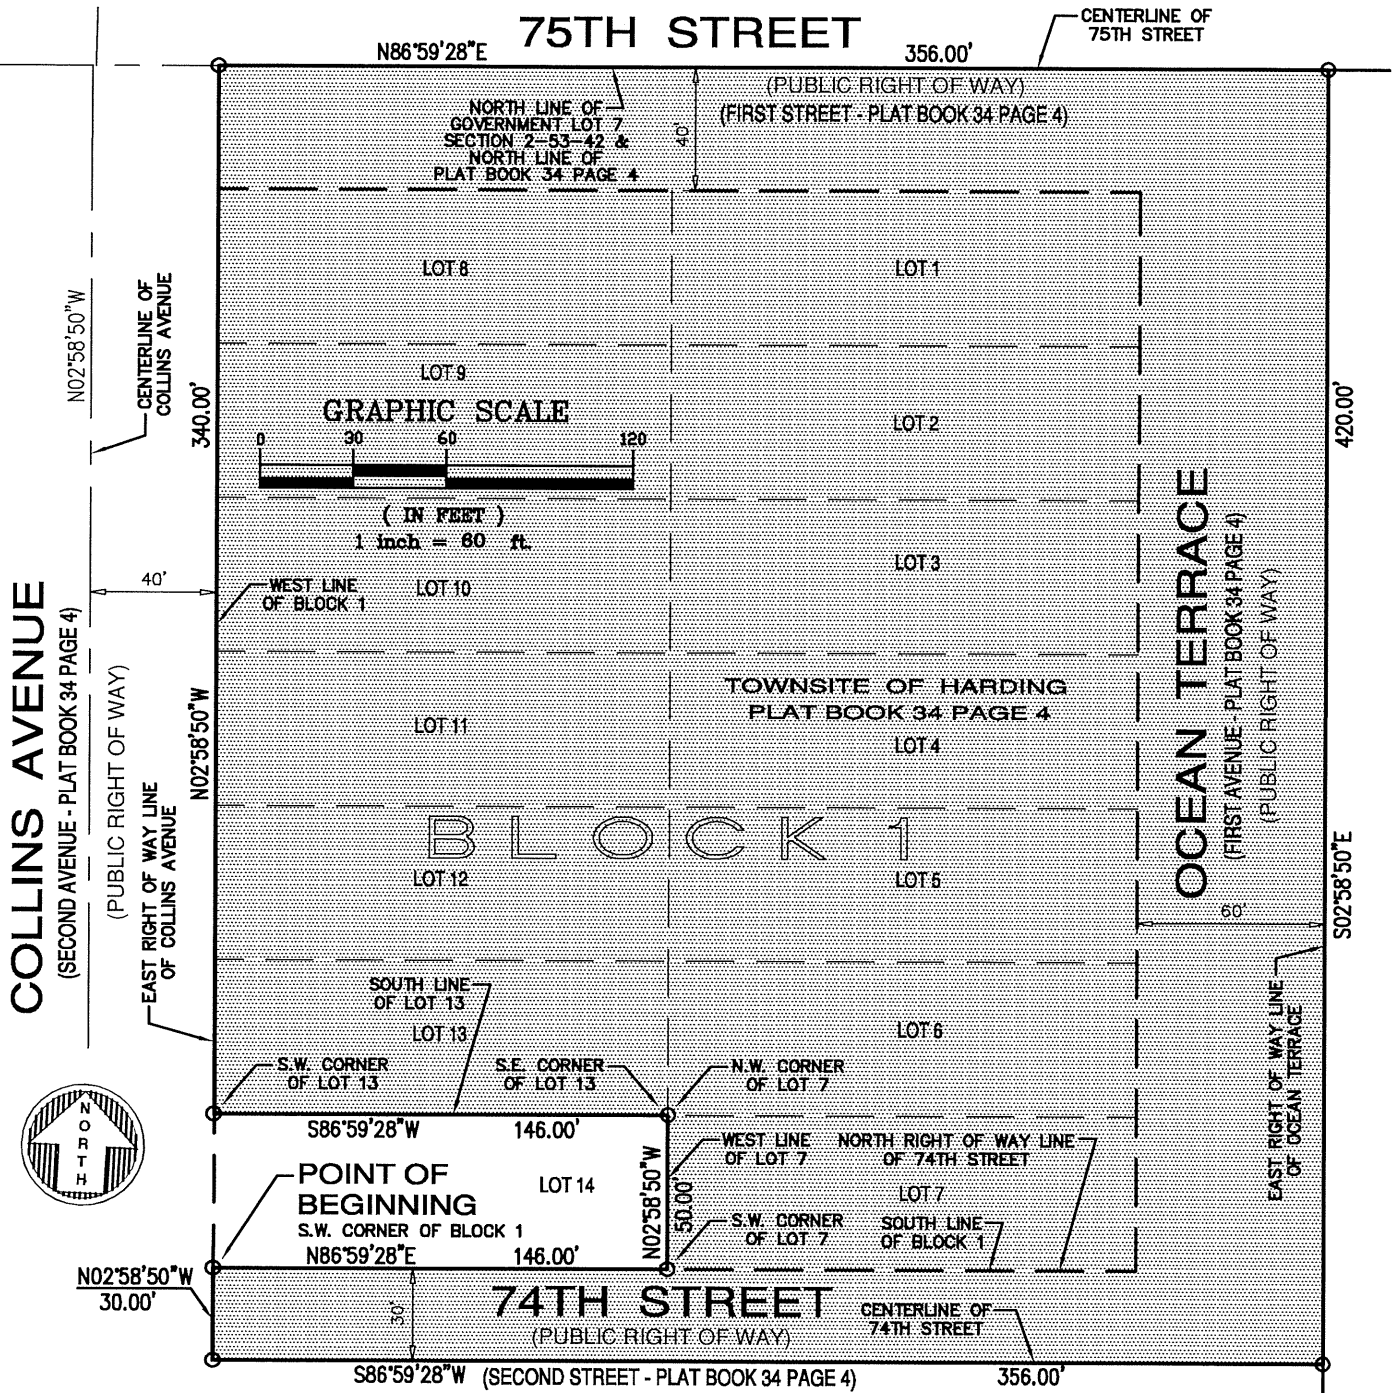 75TH STREET
CENTERLINE OF
75TH STREET
N86°59'28"E
356.00'
(PUBLIC RIGHT OF WAY)
(FIRST STREET - PLAT BOOK 34 PAGE 4)
NORTH LINE OF
GOVERNMENT LOT 7
SECTION 2-53-42 &
NORTH LINE OF
PLAT BOOK 34 PAGE 4
40'
LOT 8
LOT 1
N02°58'50"W
CENTERLINE OF
COLLINS AVENUE
340.00'
LOT 9
GRAPHIC SCALE
0 30 60 120
( IN FEET )
1 inch = 60 ft.
LOT 2
420.00'
LOT 3
40'
WEST LINE
OF BLOCK 1
LOT 10
COLLINS AVENUE
(SECOND AVENUE - PLAT BOOK 34 PAGE 4)
(PUBLIC RIGHT OF WAY)
N02°58'50"W
EAST RIGHT OF WAY LINE
OF COLLINS AVENUE
OCEAN TERRACE
(FIRST AVENUE - PLAT BOOK 34 PAGE 4)
(PUBLIC RIGHT OF WAY)
TOWNSITE OF HARDING
PLAT BOOK 34 PAGE 4
LOT 11
LOT 4
BLOCK 1
LOT 12
LOT 5
60'
S02°58'50"E
EAST RIGHT OF WAY LINE
OF OCEAN TERRACE
SOUTH LINE
OF LOT 13
LOT 13
LOT 6
S.W. CORNER
OF LOT 13
S.E. CORNER
OF LOT 13
N.W. CORNER
OF LOT 7
NORTH
S86°59'28"W
146.00'
WEST LINE
OF LOT 7
NORTH RIGHT OF WAY LINE
OF 74TH STREET
POINT OF
BEGINNING
S.W. CORNER OF BLOCK 1
LOT 14
N02°58'50"W
50.00'
LOT 7
S.W. CORNER
OF LOT 7
SOUTH LINE
OF BLOCK 1
N86°59'28"E
146.00'
N02°58'50"W
30.00'
30'
74TH STREET
(PUBLIC RIGHT OF WAY)
CENTERLINE OF
74TH STREET
S86°59'28"W
(SECOND STREET - PLAT BOOK 34 PAGE 4)
356.00'